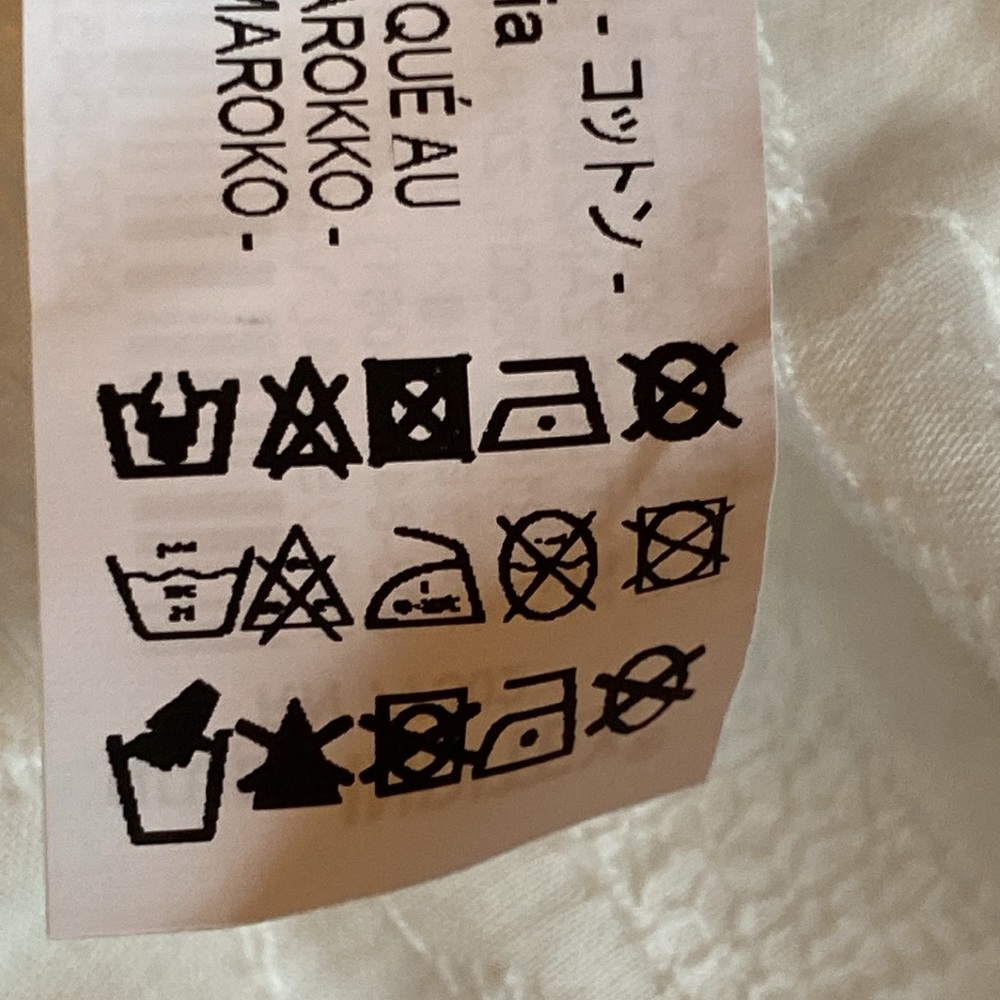 - コットン -
ia
QUÉ AU
AROKKO -
MAROKO -